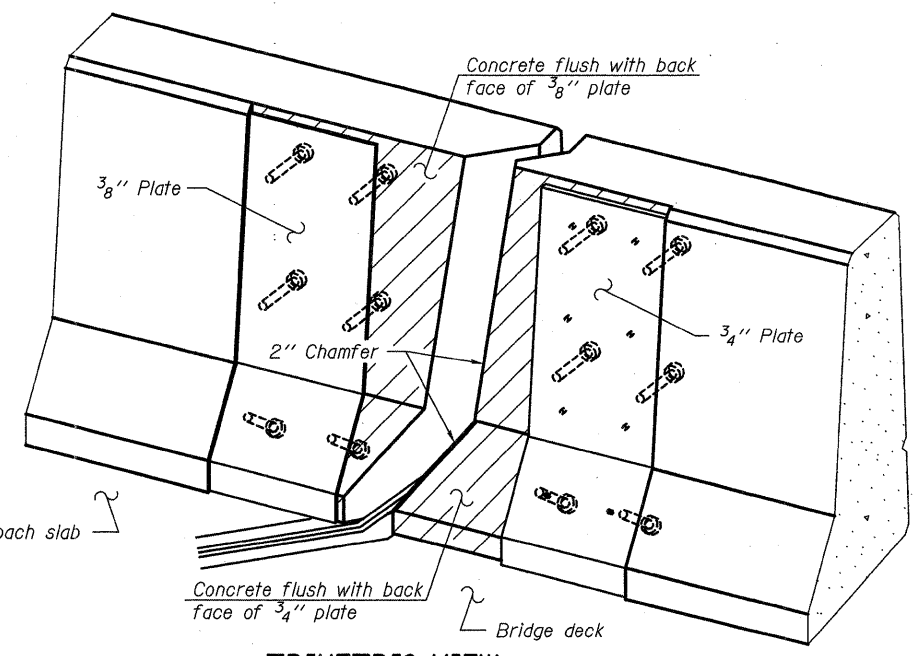 Concrete flush with back
face of 3/8" plate
3/8" Plate
3/4" Plate
2" Chamfer
slab
Concrete flush with back
face of 3/4" plate
Bridge deck